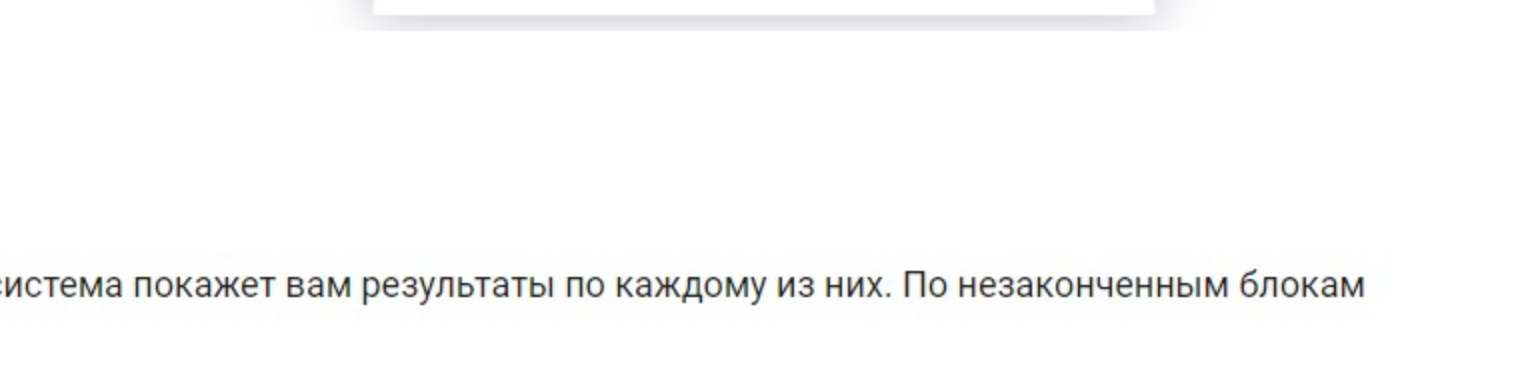 система покажет вам результаты по каждому из них. По незаконченным блокам